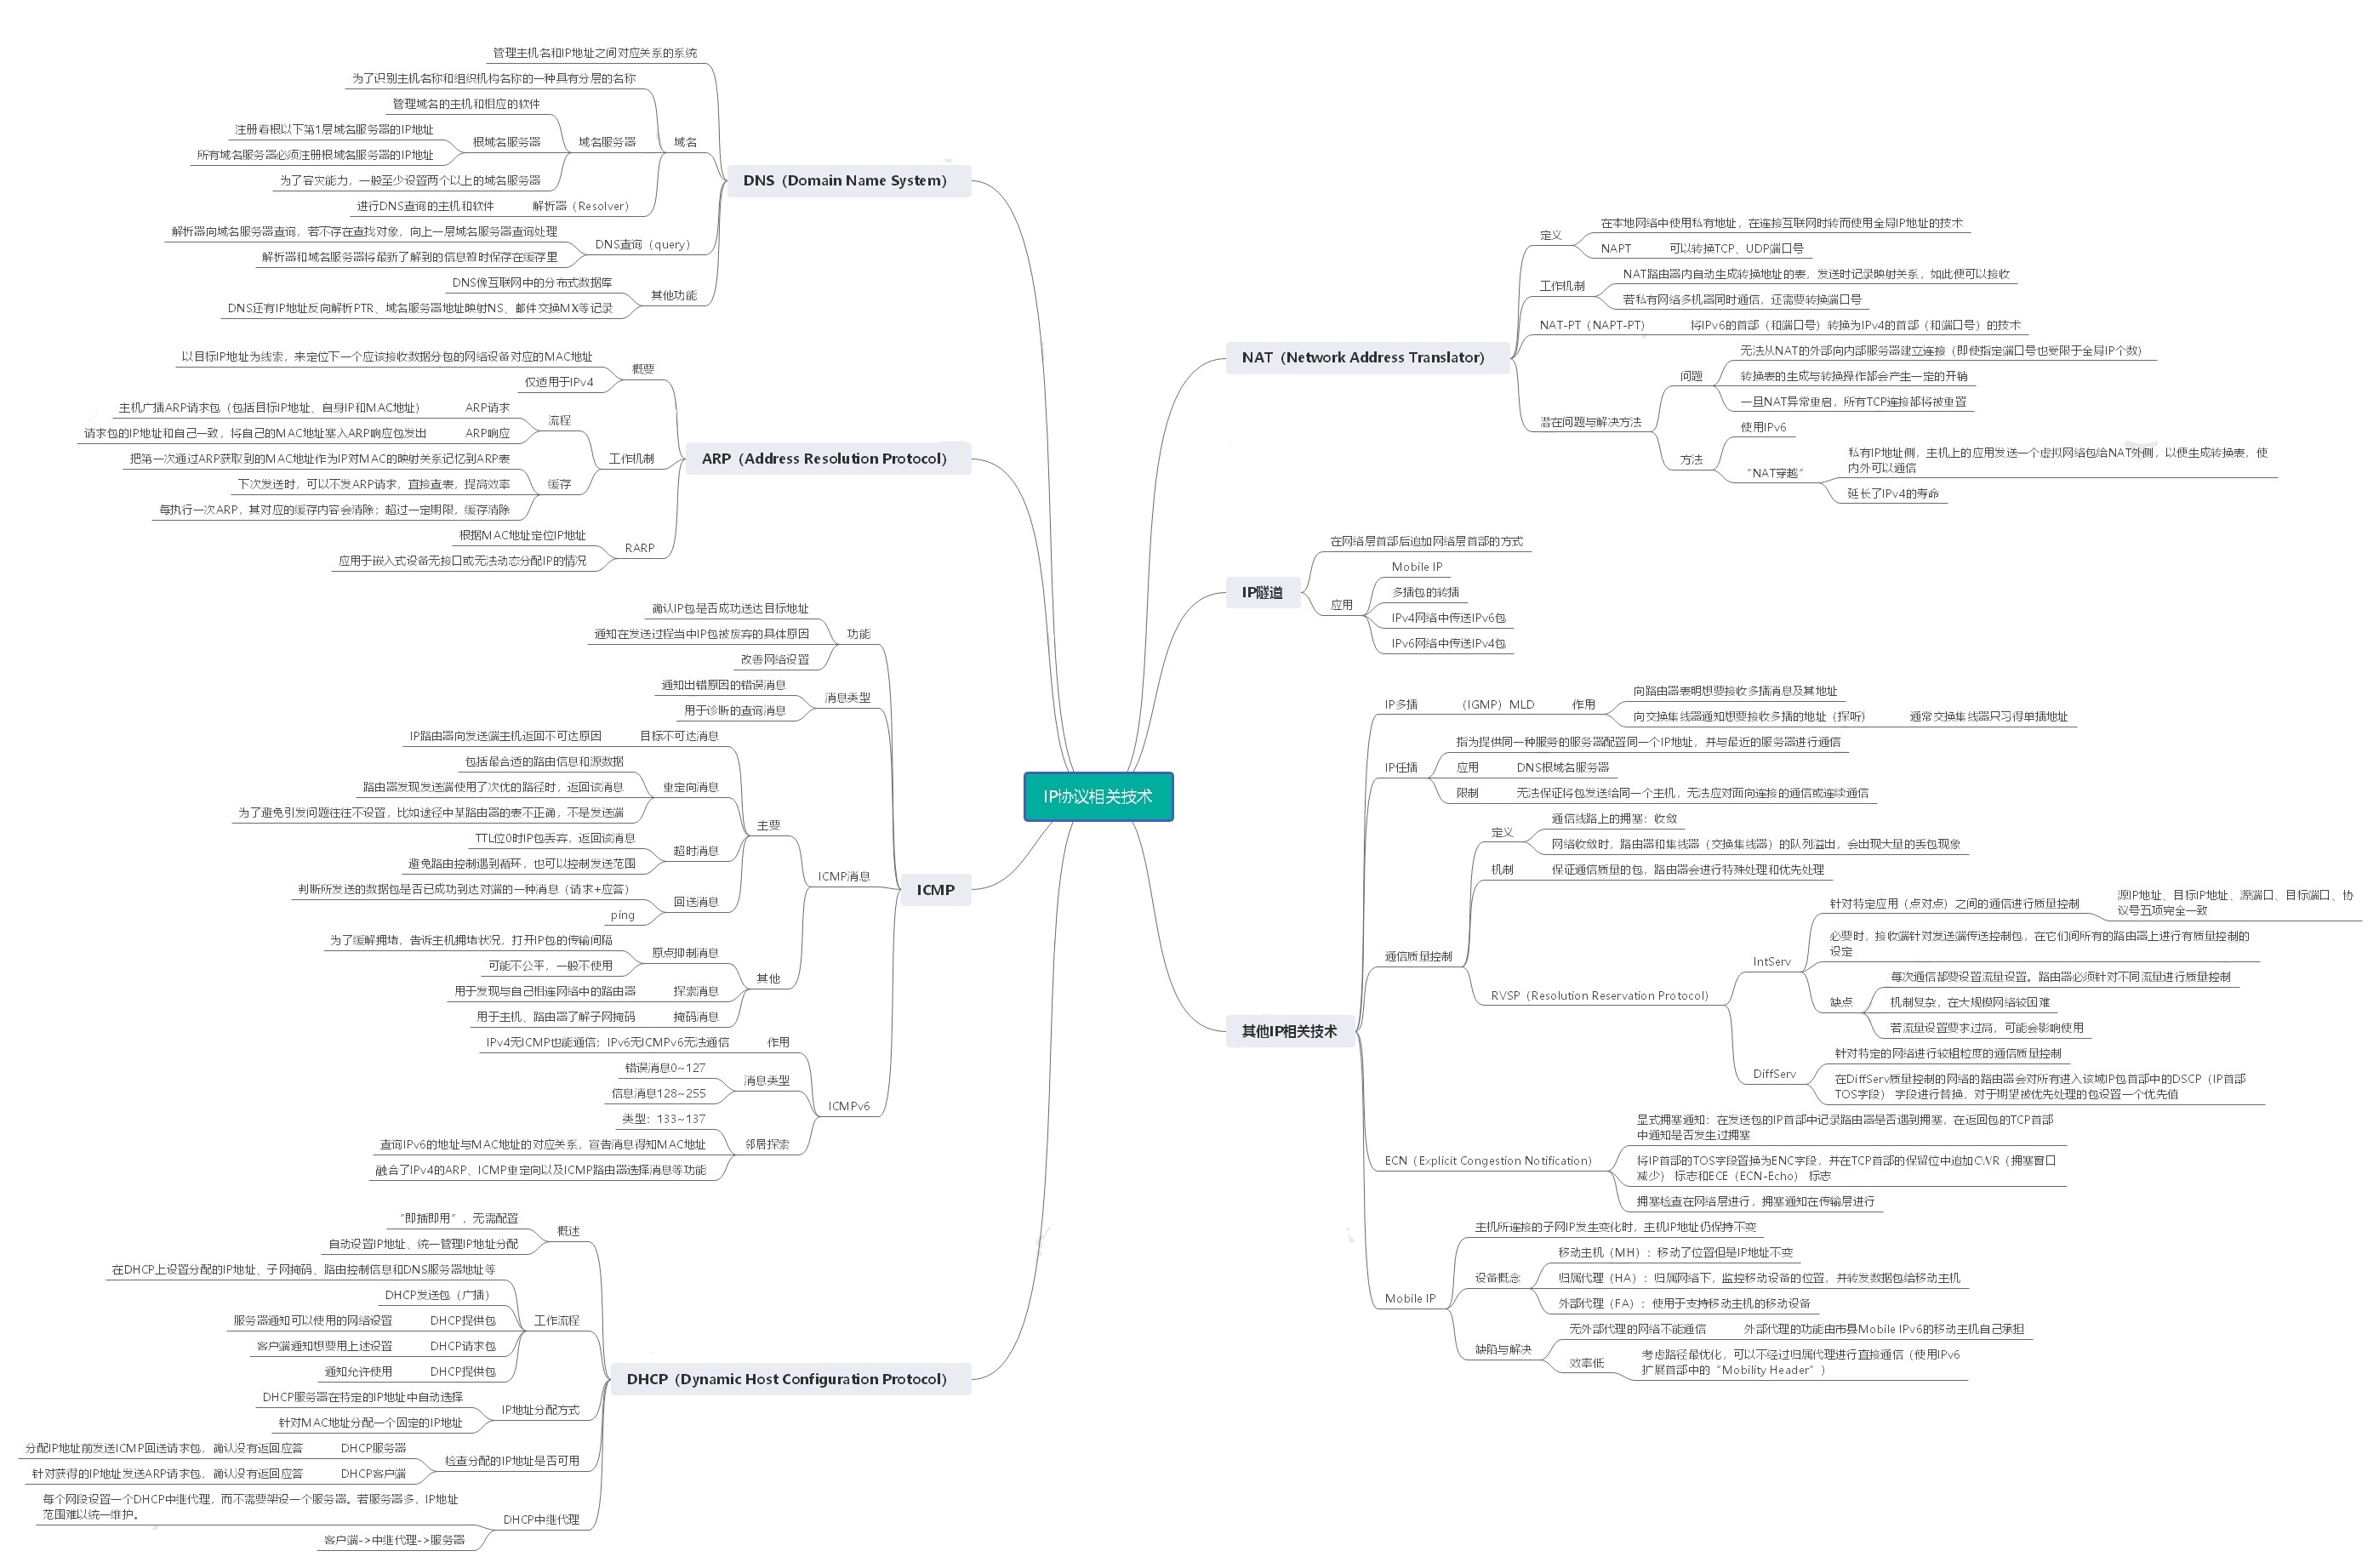 IP协议相关技术
DNS（Domain Name System）
管理主机名和IP地址之间对应关系的系统
域名
为了识别主机名称和组织机构名称的一种具有分层的名称
域名服务器
管理域名的主机和相应的软件
根域名服务器
注册着根以下第1层域名服务器的IP地址
所有域名服务器必须注册根域名服务器的IP地址
为了容灾能力，一般至少设置两个以上的域名服务器
解析器（Resolver）
进行DNS查询的主机和软件
DNS查询（query）
解析器向域名服务器查询，若不存在查找对象，向上一层域名服务器查询处理
解析器和域名服务器将最新了解到的信息暂时保存在缓存里
其他功能
DNS像互联网中的分布式数据库
DNS还有IP地址反向解析PTR、域名服务器地址映射NS、邮件交换MX等记录
ARP（Address Resolution Protocol）
概要
以目标IP地址为线索，来定位下一个应该接收数据分包的网络设备对应的MAC地址
仅适用于IPv4
工作机制
流程
ARP请求
主机广播ARP请求包（包括目标IP地址、自身IP和MAC地址）
ARP响应
请求包的IP地址和自己一致，将自己的MAC地址塞入ARP响应包发出
缓存
把第一次通过ARP获取到的MAC地址作为IP对MAC的映射关系记忆到ARP表
下次发送时，可以不发ARP请求，直接查表，提高效率
每执行一次ARP，其对应的缓存内容会清除；超过一定期限，缓存清除
RARP
根据MAC地址定位IP地址
应用于嵌入式设备无接口或无法动态分配IP的情况
ICMP
功能
确认IP包是否成功送达目标地址
通知在发送过程当中IP包被废弃的具体原因
改善网络设置
消息类型
通知出错原因的错误消息
用于诊断的查询消息
ICMP消息
主要
目标不可达消息
IP路由器向发送端主机返回不可达原因
重定向消息
包括最合适的路由信息和源数据
路由器发现发送端使用了次优的路径时，返回该消息
为了避免引发问题往往不设置，比如途径中某路由器的表不正确，不是发送端
超时消息
TTL位0时IP包丢弃，返回该消息
避免路由控制遇到循环，也可以控制发送范围
回送消息
判断所发送的数据包是否已成功到达对端的一种消息（请求+应答）
ping
其他
原点抑制消息
为了缓解拥堵，告诉主机拥堵状况，打开IP包的传输间隔
可能不公平，一般不使用
探索消息
用于发现与自己相连网络中的路由器
掩码消息
用于主机、路由器了解子网掩码
ICMPv6
作用
IPv4无ICMP也能通信；IPv6无ICMPv6无法通信
消息类型
错误消息0~127
信息消息128~255
邻居探索
类型：133~137
查询IPv6的地址与MAC地址的对应关系，宣告消息得知MAC地址
融合了IPv4的ARP、ICMP重定向以及ICMP路由器选择消息等功能
DHCP（Dynamic Host Configuration Protocol）
概述
“即插即用”，无需配置
自动设置IP地址、统一管理IP地址分配
工作流程
在DHCP上设置分配的IP地址、子网掩码、路由控制信息和DNS服务器地址等
DHCP发送包（广播）
DHCP提供包
服务器通知可以使用的网络设置
DHCP请求包
客户端通知想要用上述设置
DHCP提供包
通知允许使用
IP地址分配方式
DHCP服务器在特定的IP地址中自动选择
针对MAC地址分配一个固定的IP地址
检查分配的IP地址是否可用
DHCP服务器
分配IP地址前发送ICMP回送请求包，确认没有返回应答
DHCP客户端
针对获得的IP地址发送ARP请求包，确认没有返回应答
DHCP中继代理
每个网段设置一个DHCP中继代理，而不需要架设一个服务器。若服务器多，IP地址
范围难以统一维护。
客户端->中继代理->服务器
NAT（Network Address Translator）
定义
在本地网络中使用私有地址，在连接互联网时转而使用全局IP地址的技术
NAPT
可以转换TCP、UDP端口号
工作机制
NAT路由器内自动生成转换地址的表，发送时记录映射关系，如此便可以接收
若私有网络多机器同时通信，还需要转换端口号
NAT-PT（NAPT-PT）
将IPv6的首部（和端口号）转换为IPv4的首部（和端口号）的技术
潜在问题与解决方法
问题
无法从NAT的外部向内部服务器建立连接（即使指定端口号也受限于全局IP个数）
转换表的生成与转换操作都会产生一定的开销
一旦NAT异常重启，所有TCP连接都将被重置
方法
使用IPv6
“NAT穿越”
私有IP地址侧，主机上的应用发送一个虚拟网络包给NAT外侧，以便生成转换表，使
内外可以通信
延长了IPv4的寿命
IP隧道
在网络层首部后追加网络层首部的方式
应用
Mobile IP
多播包的转播
IPv4网络中传送IPv6包
IPv6网络中传送IPv4包
其他IP相关技术
IP多播
（IGMP）MLD
作用
向路由器表明想要接收多播消息及其地址
向交换集线器通知想要接收多播的地址（探听）
通常交换集线器只习得单播地址
IP任播
指为提供同一种服务的服务器配置同一个IP地址，并与最近的服务器进行通信
应用
DNS根域名服务器
限制
无法保证将包发送给同一个主机，无法应对面向连接的通信或连续通信
通信质量控制
定义
通信线路上的拥塞：收敛
网络收敛时，路由器和集线器（交换集线器）的队列溢出，会出现大量的丢包现象
机制
保证通信质量的包，路由器会进行特殊处理和优先处理
RVSP（Resolution Reservation Protocol）
IntServ
针对特定应用（点对点）之间的通信进行质量控制
源IP地址、目标IP地址、源端口、目标端口、协
议号五项完全一致
必要时，接收端针对发送端传送控制包，在它们间所有的路由器上进行有质量控制的
设定
缺点
每次通信都要设置流量设置。路由器必须针对不同流量进行质量控制
机制复杂，在大规模网络较困难
若流量设置要求过高，可能会影响使用
DiffServ
针对特定的网络进行较粗粒度的通信质量控制
在DiffServ质量控制的网络的路由器会对所有进入该域IP包首部中的DSCP（IP首部
TOS字段） 字段进行替换，对于期望被优先处理的包设置一个优先值
ECN（Explicit Congestion Notification）
显式拥塞通知：在发送包的IP首部中记录路由器是否遇到拥塞，在返回包的TCP首部
中通知是否发生过拥塞
将IP首部的TOS字段置换为ENC字段，并在TCP首部的保留位中追加CWR（拥塞窗口
减少） 标志和ECE（ECN-Echo） 标志
拥塞检查在网络层进行，拥塞通知在传输层进行
Mobile IP
主机所连接的子网IP发生变化时，主机IP地址仍保持不变
设备概念
移动主机（MH）：移动了位置但是IP地址不变
归属代理（HA）：归属网络下，监控移动设备的位置，并转发数据包给移动主机
外部代理（FA）：使用于支持移动主机的移动设备
缺陷与解决
无外部代理的网络不能通信
外部代理的功能由市县Mobile IPv6的移动主机自己承担
效率低
考虑路径最优化，可以不经过归属代理进行直接通信（使用IPv6
扩展首部中的“Mobility Header”）